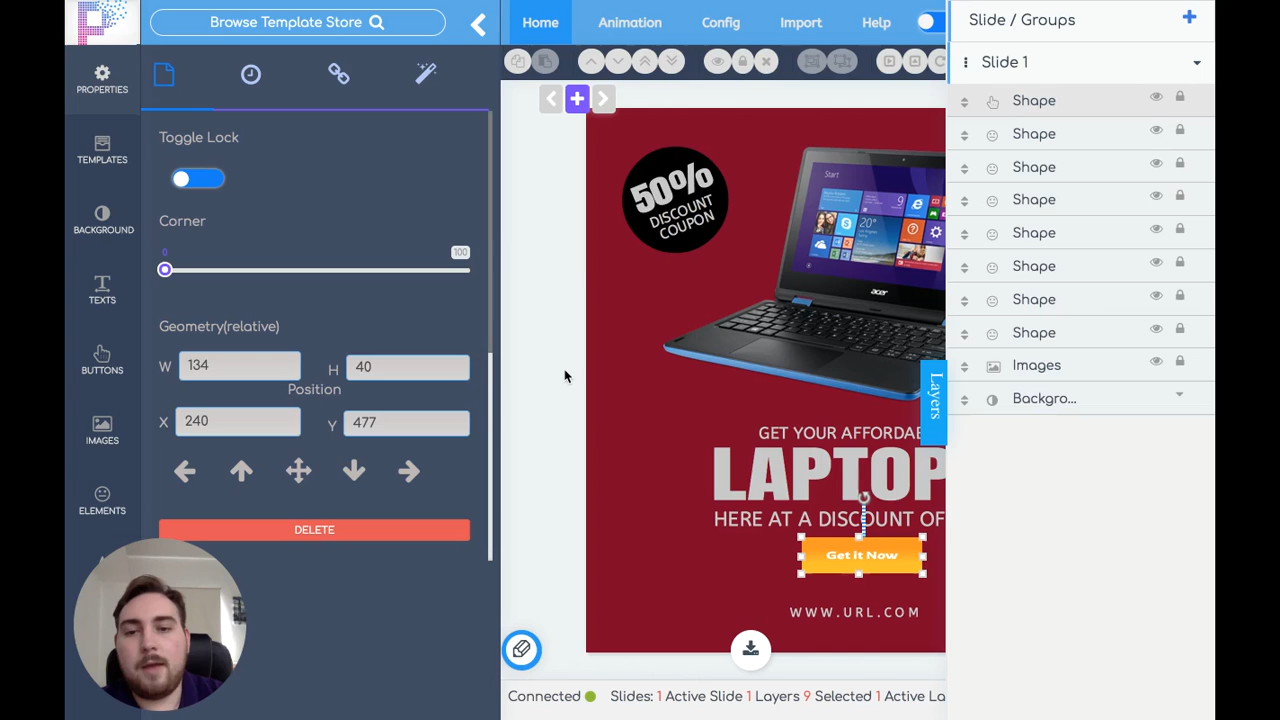 Browse Template Store
Home
Animation
Config
Import
Help
Slide / Groups
Slide 1
PROPERTIES
TEMPLATES
BACKGROUND
TEXTS
BUTTONS
IMAGES
ELEMENTS
Toggle Lock
Corner
0
100
Geometry(relative)
W 134
H 40
Position
X 240
Y 477
DELETE
50%
DISCOUNT
COUPON
Start
acer
GET YOUR AFFORDAB
LAPTOP
HERE AT A DISCOUNT OF
Get It Now
WWW.URL.COM
Layers
Shape
Shape
Shape
Shape
Shape
Shape
Shape
Shape
Images
Backgro...
Connected
Slides: 1 Active Slide 1 Layers 9 Selected 1 Active La